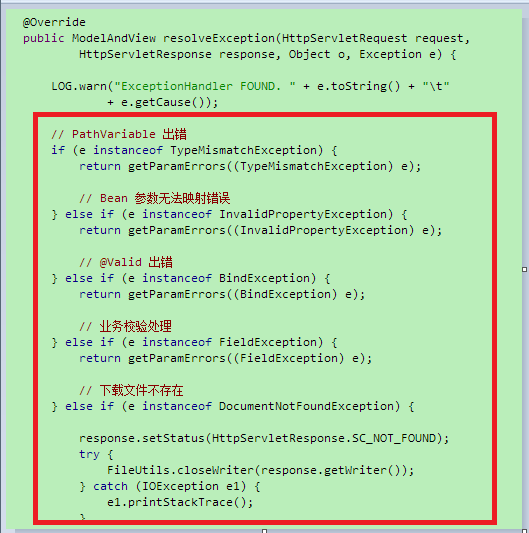 @Override
public ModelAndView resolveException(HttpServletRequest request,
HttpServletResponse response, Object o, Exception e) {
LOG.warn("ExceptionHandler FOUND. " + e.toString() + "\t"
+ e.getCause());
// PathVariable 出错
if (e instanceof TypeMismatchException) {
return getParamErrors((TypeMismatchException) e);
// Bean 参数无法映射错误
} else if (e instanceof InvalidPropertyException) {
return getParamErrors((InvalidPropertyException) e);
// @Valid 出错
} else if (e instanceof BindException) {
return getParamErrors((BindException) e);
// 业务校验处理
} else if (e instanceof FieldException) {
return getParamErrors((FieldException) e);
// 下载文件不存在
} else if (e instanceof DocumentNotFoundException) {
response.setStatus(HttpServletResponse.SC_NOT_FOUND);
try {
FileUtils.closeWriter(response.getWriter());
} catch (IOException e1) {
e1.printStackTrace();
}